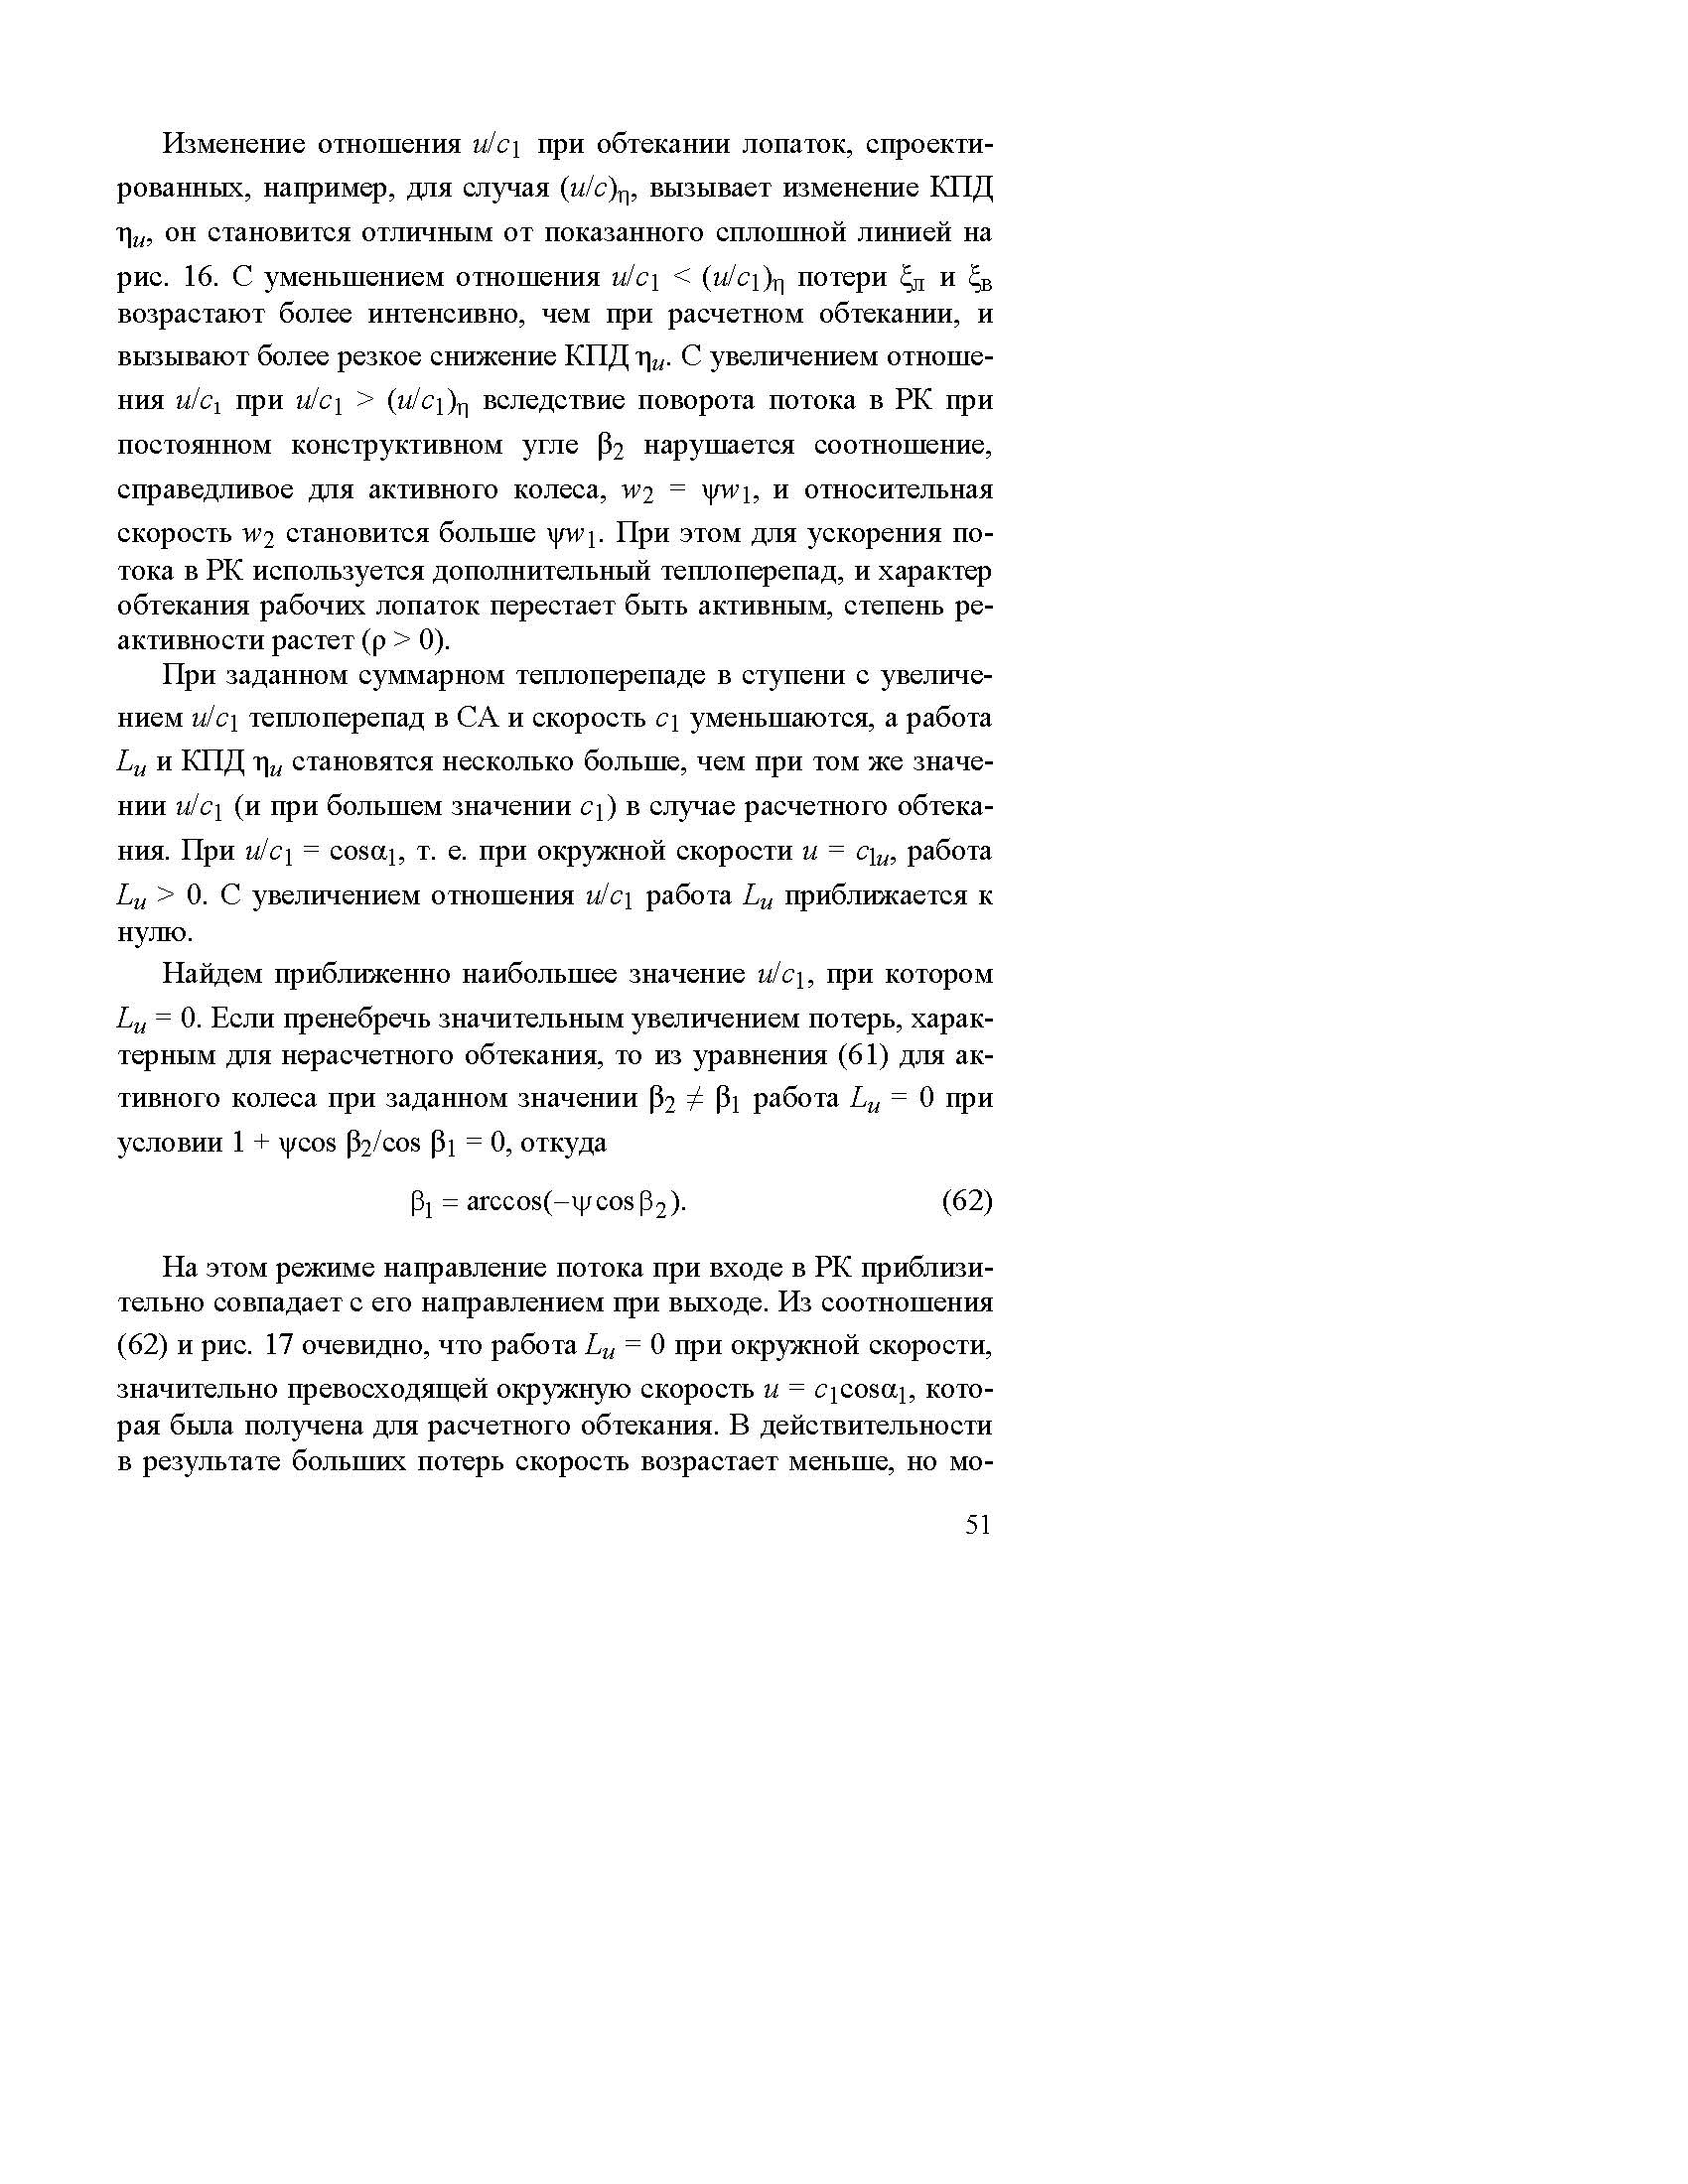 Изменение отношения u/c₁ при обтекании лопаток, спроекти-
рованных, например, для случая (u/c)η, вызывает изменение КПД
ηᵤ, он становится отличным от показанного сплошной линией на
рис. 16. С уменьшением отношения u/c₁ < (u/c₁)η потери ξл и ξв
возрастают более интенсивно, чем при расчетном обтекании, и
вызывают более резкое снижение КПД ηᵤ. С увеличением отноше-
ния u/c₁ при u/c₁ > (u/c₁)η вследствие поворота потока в РК при
постоянном конструктивном угле β₂ нарушается соотношение,
справедливое для активного колеса, w₂ = ψw₁, и относительная
скорость w₂ становится больше ψw₁. При этом для ускорения по-
тока в РК используется дополнительный теплоперепад, и характер
обтекания рабочих лопаток перестает быть активным, степень ре-
активности растет (ρ > 0).
При заданном суммарном теплоперепаде в ступени с увеличе-
нием u/c₁ теплоперепад в СА и скорость c₁ уменьшаются, а работа
Lᵤ и КПД ηᵤ становятся несколько больше, чем при том же значе-
нии u/c₁ (и при большем значении c₁) в случае расчетного обтека-
ния. При u/c₁ = cosα₁, т. е. при окружной скорости u = c₁ᵤ, работа
Lᵤ > 0. С увеличением отношения u/c₁ работа Lᵤ приближается к
нулю.
Найдем приближенно наибольшее значение u/c₁, при котором
Lᵤ = 0. Если пренебречь значительным увеличением потерь, харак-
терным для нерасчетного обтекания, то из уравнения (61) для ак-
тивного колеса при заданном значении β₂ ≠ β₁ работа Lᵤ = 0 при
условии 1 + ψcos β₂/cos β₁ = 0, откуда
β₁ = arccos(−ψcosβ₂). (62)
На этом режиме направление потока при входе в РК приблизи-
тельно совпадает с его направлением при выходе. Из соотношения
(62) и рис. 17 очевидно, что работа Lᵤ = 0 при окружной скорости,
значительно превосходящей окружную скорость u = c₁cosα₁, кото-
рая была получена для расчетного обтекания. В действительности
в результате больших потерь скорость возрастает меньше, но мо-
51